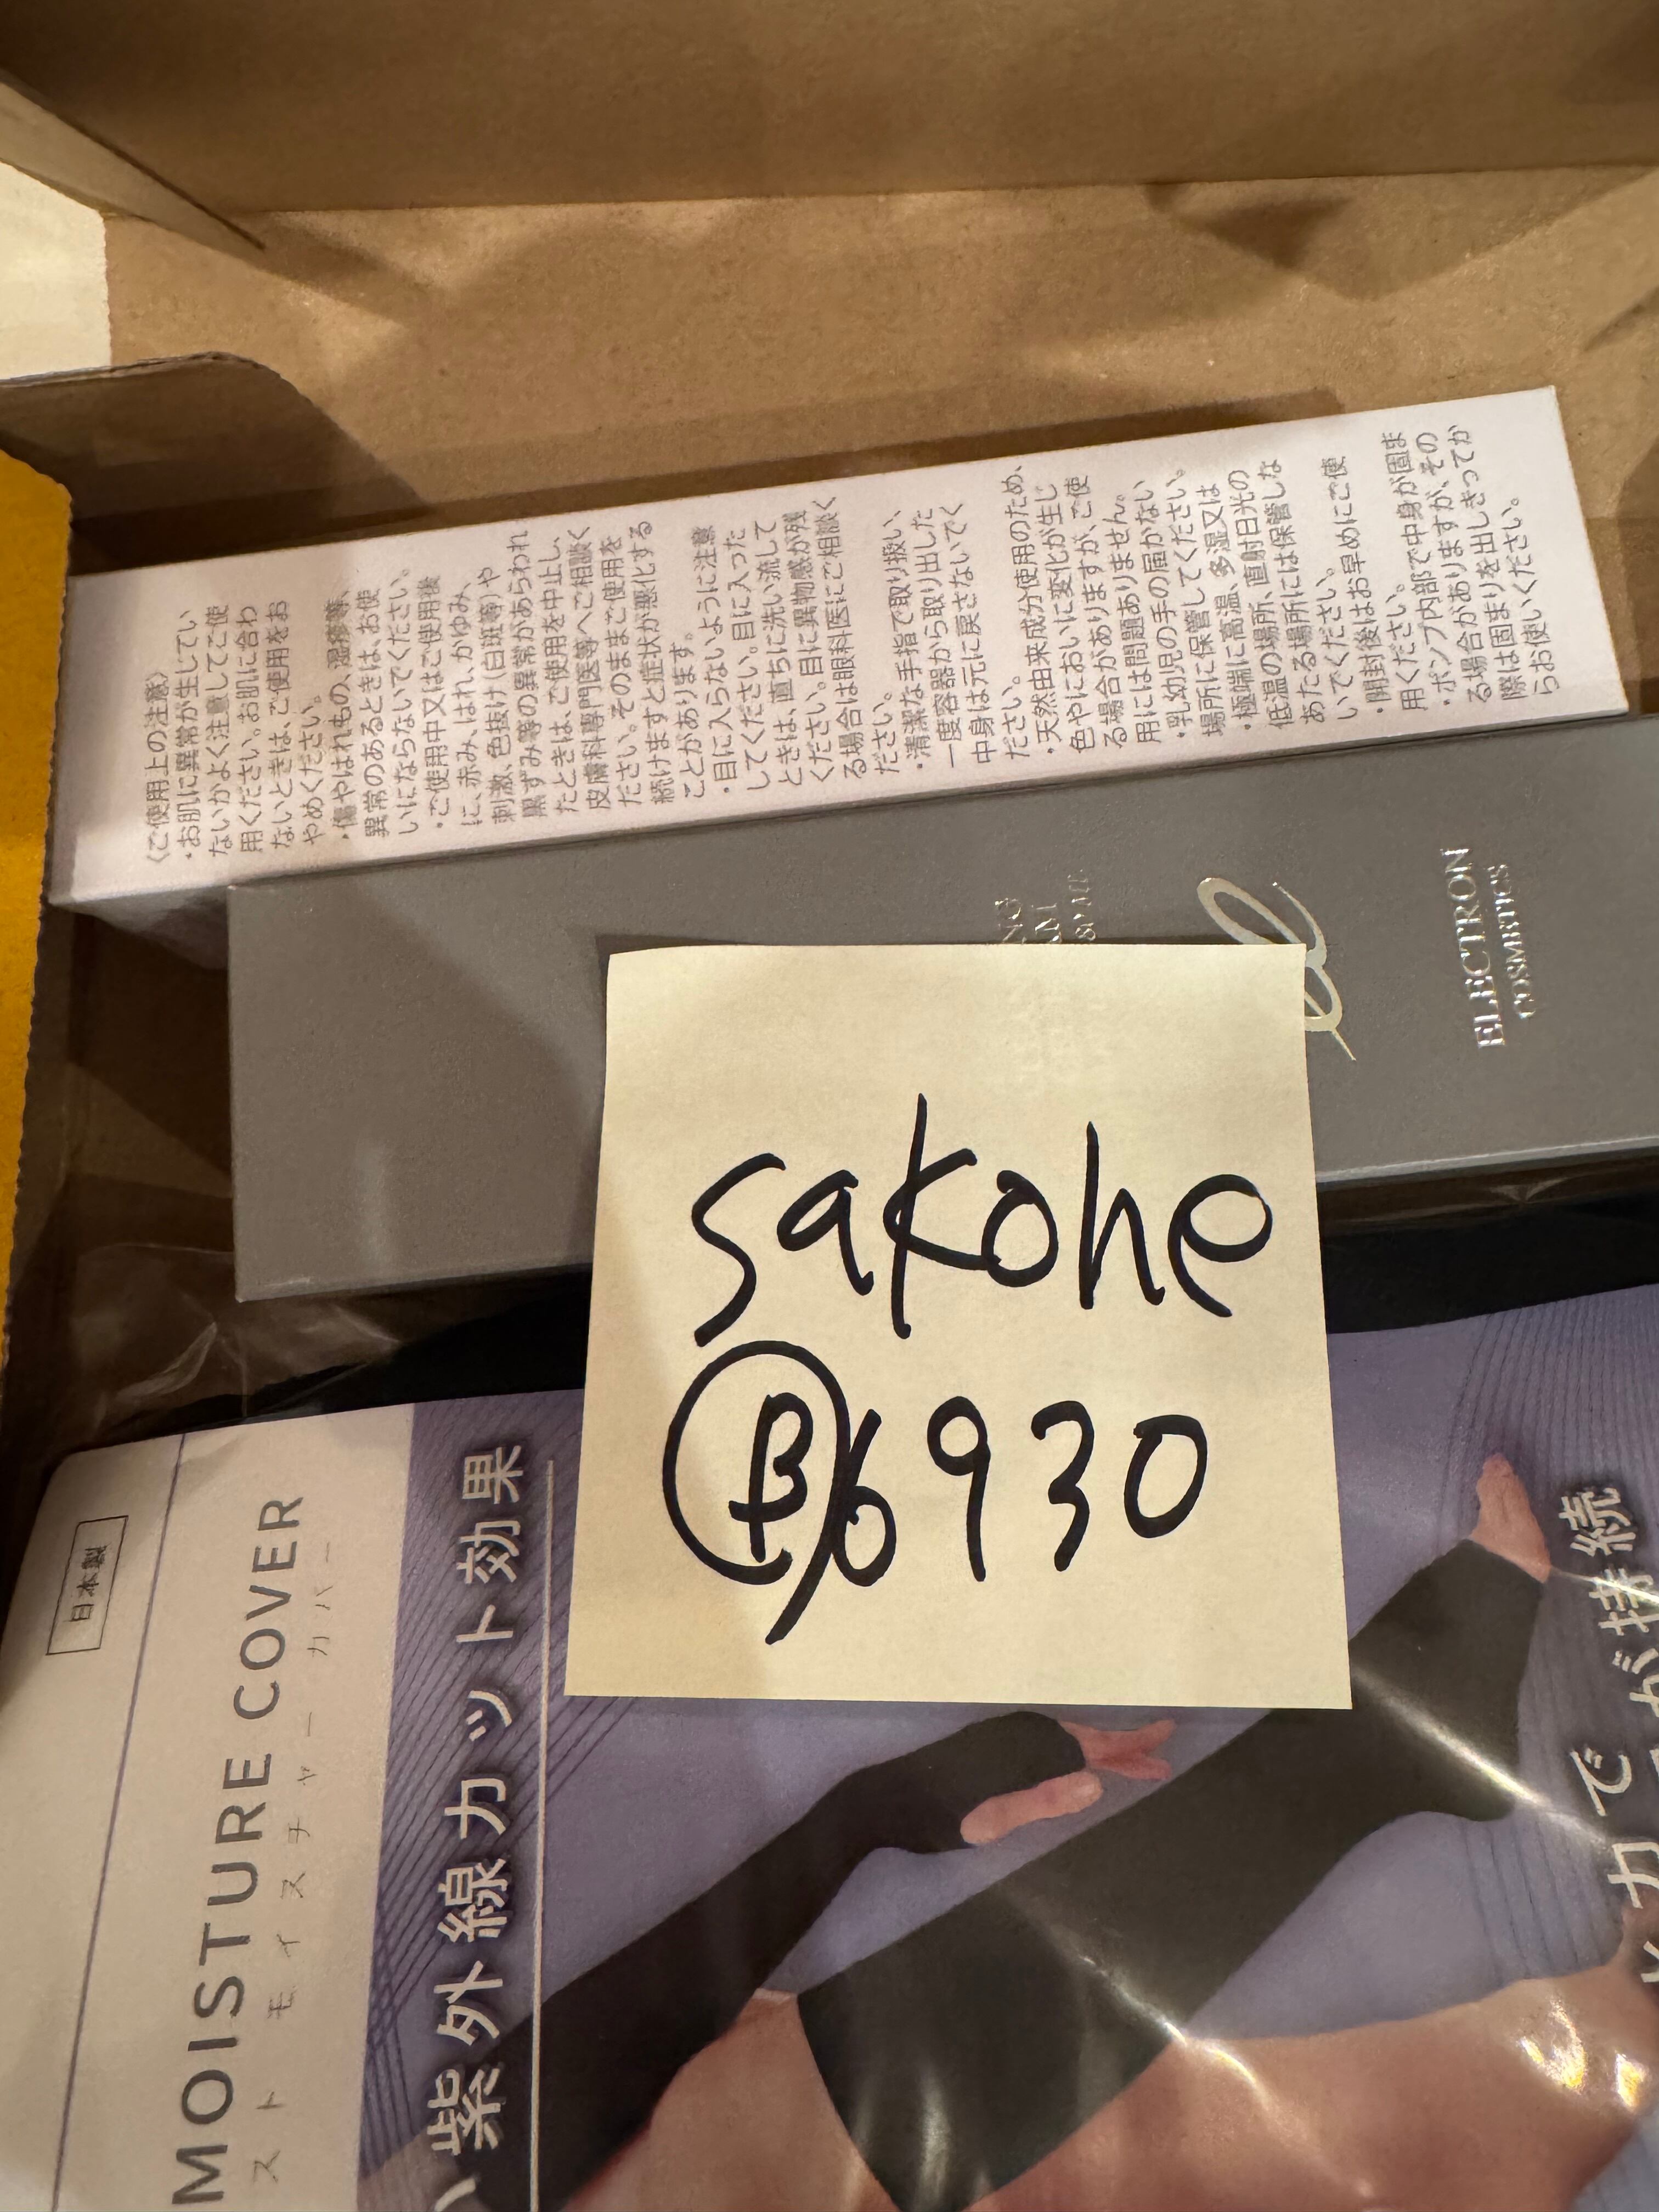 〈ご使用上の注意〉
・お肌に異常が生じてい
ないかよく注意してご使
用ください。お肌に合わ
ないときは、ご使用をお
やめください。
・傷やはれもの、湿疹等、
異常のあるときは、お使
いにならないでください。
・ご使用中又はご使用後
に、赤み、はれ、かゆみ、
刺激、色抜け(白斑等)や
黒ずみ等の異常があらわれ
たときは、ご使用を中止し、
皮膚科専門医等へご相談く
ださい。そのままご使用を
続けますと症状が悪化する
ことがあります。
・目に入らないように注意
してください。目に入った
ときは、直ちに洗い流して
ください。目に異物感が残
る場合は眼科医にご相談く
ださい。
・清潔な手指で取り扱い、
一度容器から取り出した
中身は元に戻さないでく
ださい。
・天然由来成分使用のため、
色やにおいに変化が生じ
る場合がありますが、ご使
用には問題ありません。
・乳幼児の手の届かない
場所に保管してください。
・極端に高温、多湿又は
低温の場所、直射日光の
あたる場所には保管しな
いでください。
・開封後はお早めにご使
用ください。
・ポンプ内部で中身が固ま
る場合がありますが、その
際は固まりを出しきってか
らお使いください。
e
ELECTRON
COSMETICS
sakohe
6930
日本製
MOISTURE COVER
スト モイスチャー カバー
紫外線カット効果
力で
が持続